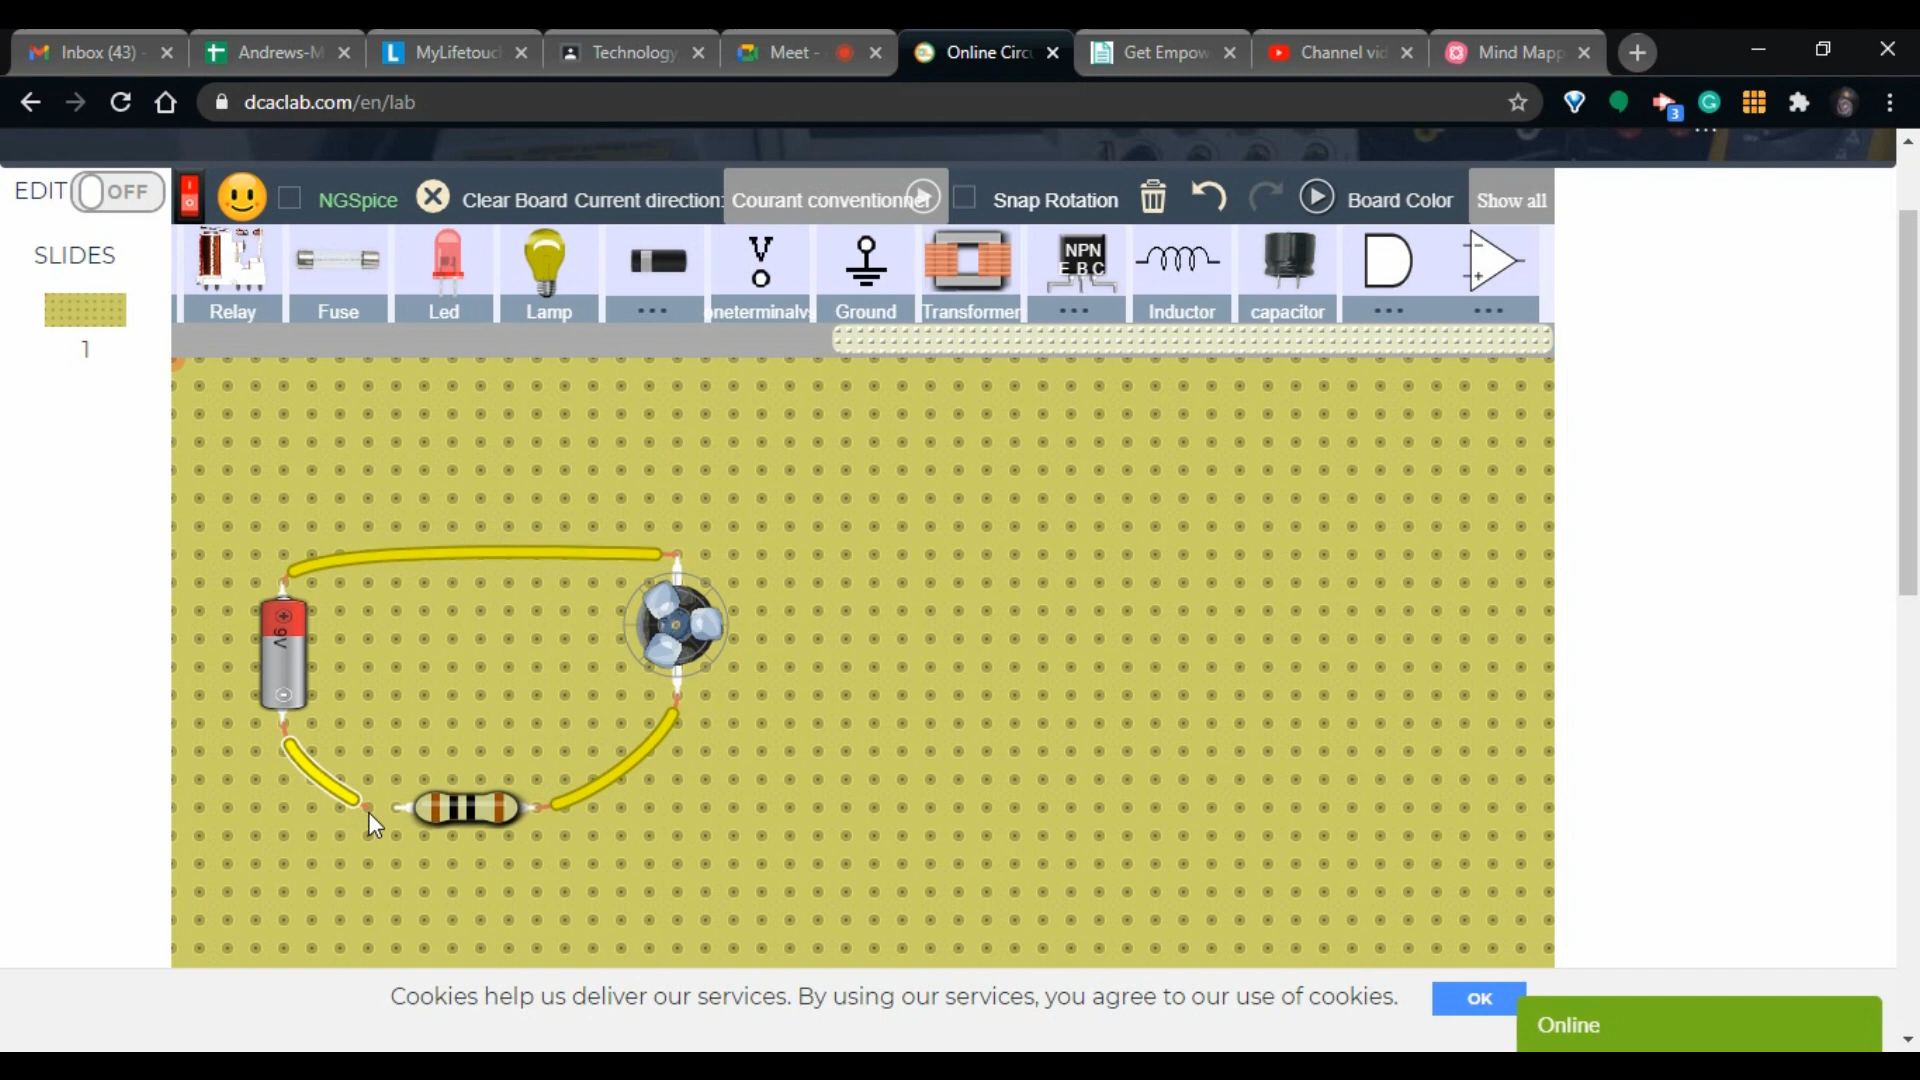 Inbox (43) -
Andrews-M
MyLifetouc
Technology
Meet -
Online Circ
Get Empow
Channel vid
Mind Mapp
dcaclab.com/en/lab
3
EDIT OFF
NGSpice
Clear Board
Current direction:
Courant conventionnel
Snap Rotation
Board Color
Show all
SLIDES
1
V
NPN
E B C
Relay
Fuse
Led
Lamp
...
oneterminalvs
Ground
Transformer
...
Inductor
capacitor
...
...
9V
Cookies help us deliver our services. By using our services, you agree to our use of cookies.
OK
Online